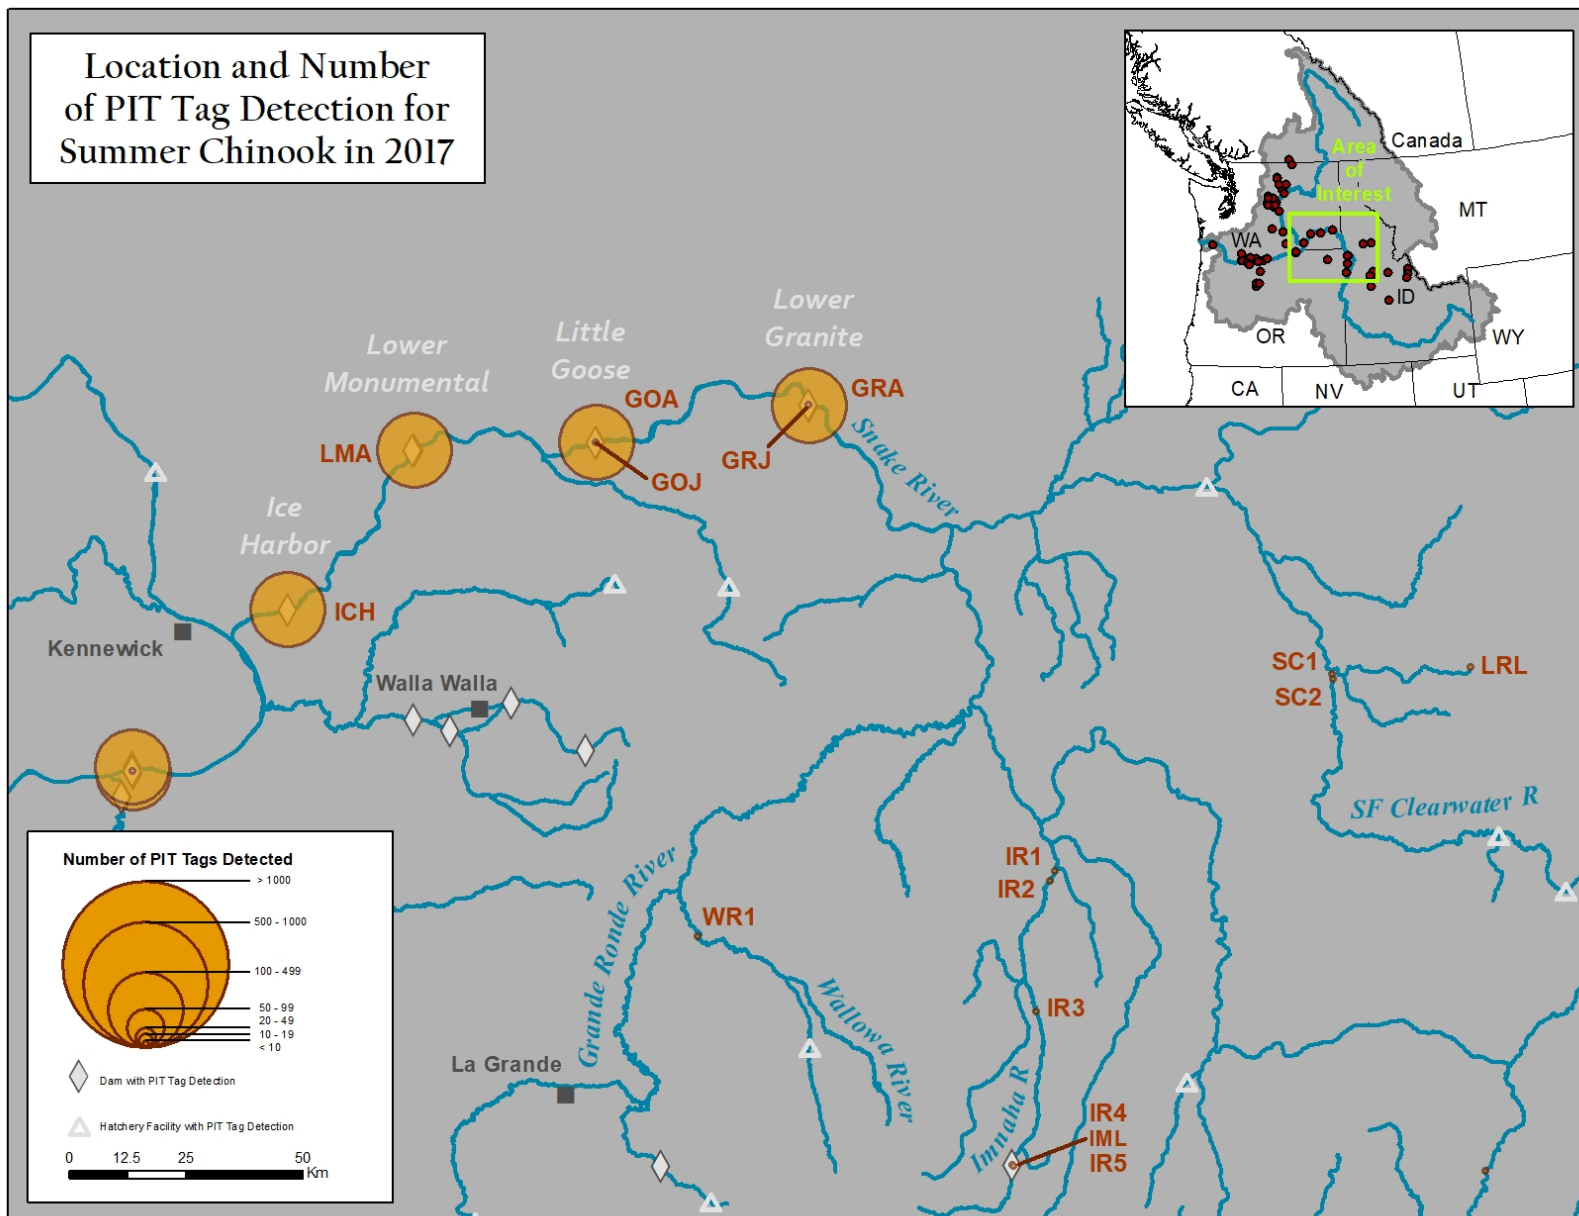 Location and Number
of PIT Tag Detection for
Summer Chinook in 2017
Canada
Area
of
Interest
MT
WA
ID
OR
WY
CA
NV
UT
Lower
Granite
Little
Goose
Lower
Monumental
GRA
GOA
LMA
GRJ
GOJ
Snake River
Ice
Harbor
ICH
Kennewick
Walla Walla
SC1
LRL
SC2
SF Clearwater R
IR1
IR2
WR1
Grande Ronde River
Wallowa River
IR3
La Grande
Imnaha R
IR4
IML
IR5
Number of PIT Tags Detected
> 1000
500 - 1000
100 - 499
50 - 99
20 - 49
10 - 19
< 10
Dam with PIT Tag Detection
Hatchery Facility with PIT Tag Detection
0 12.5 25 50
Km